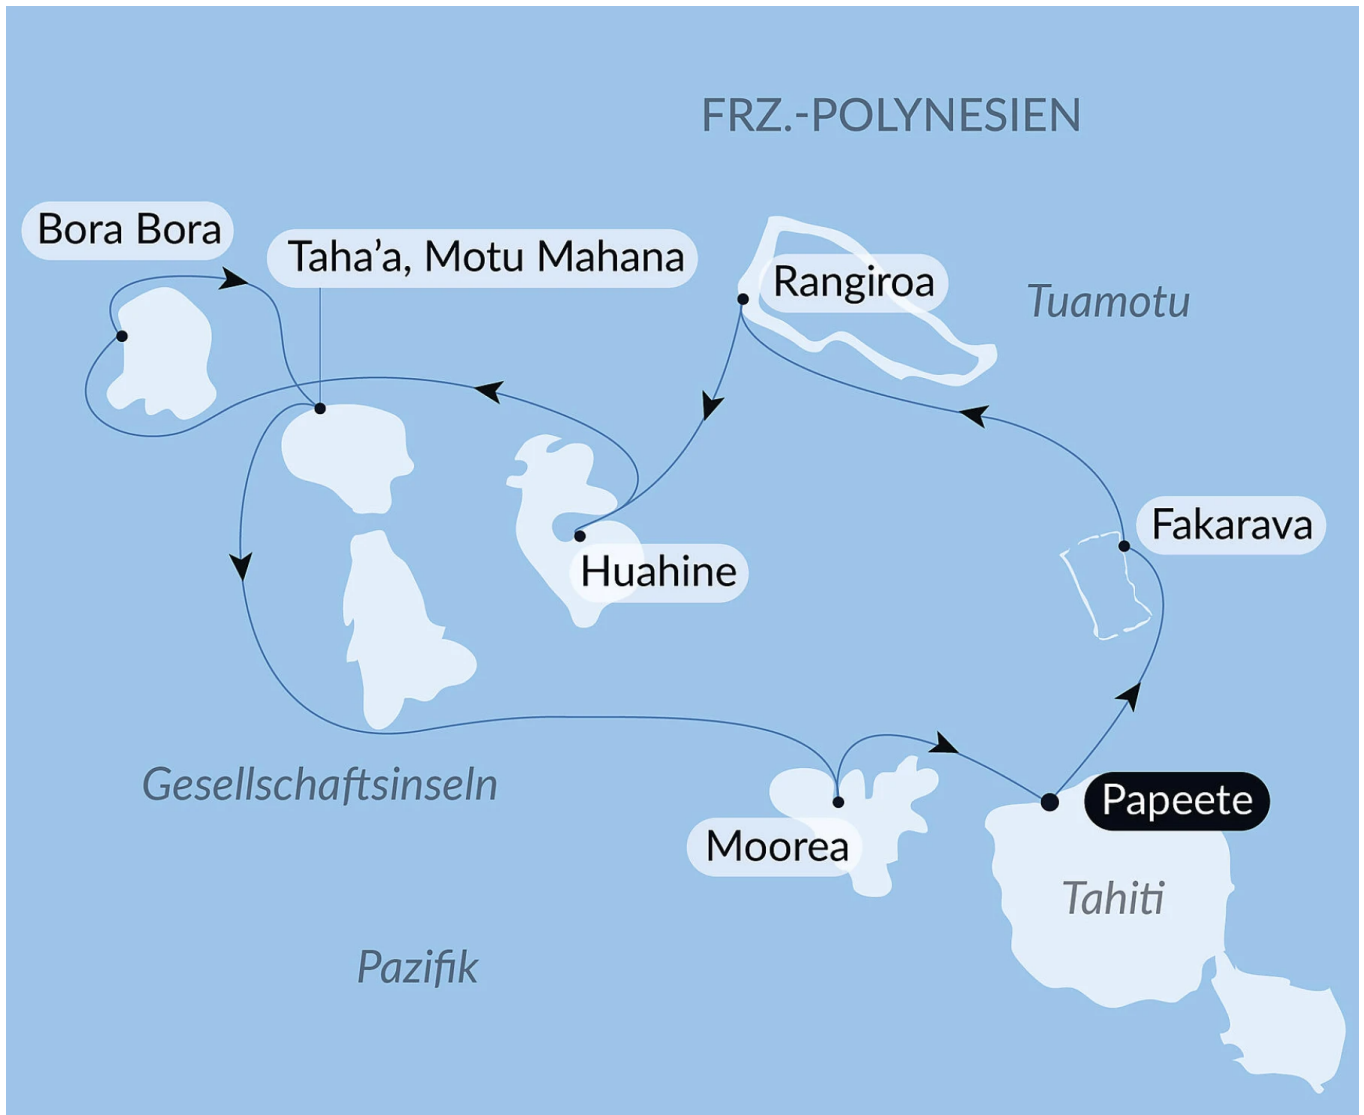 FRZ.-POLYNESIEN
Bora Bora
Taha’a, Motu Mahana
Rangiroa
Tuamotu
Fakarava
Huahine
Gesellschaftsinseln
Papeete
Moorea
Tahiti
Pazifik